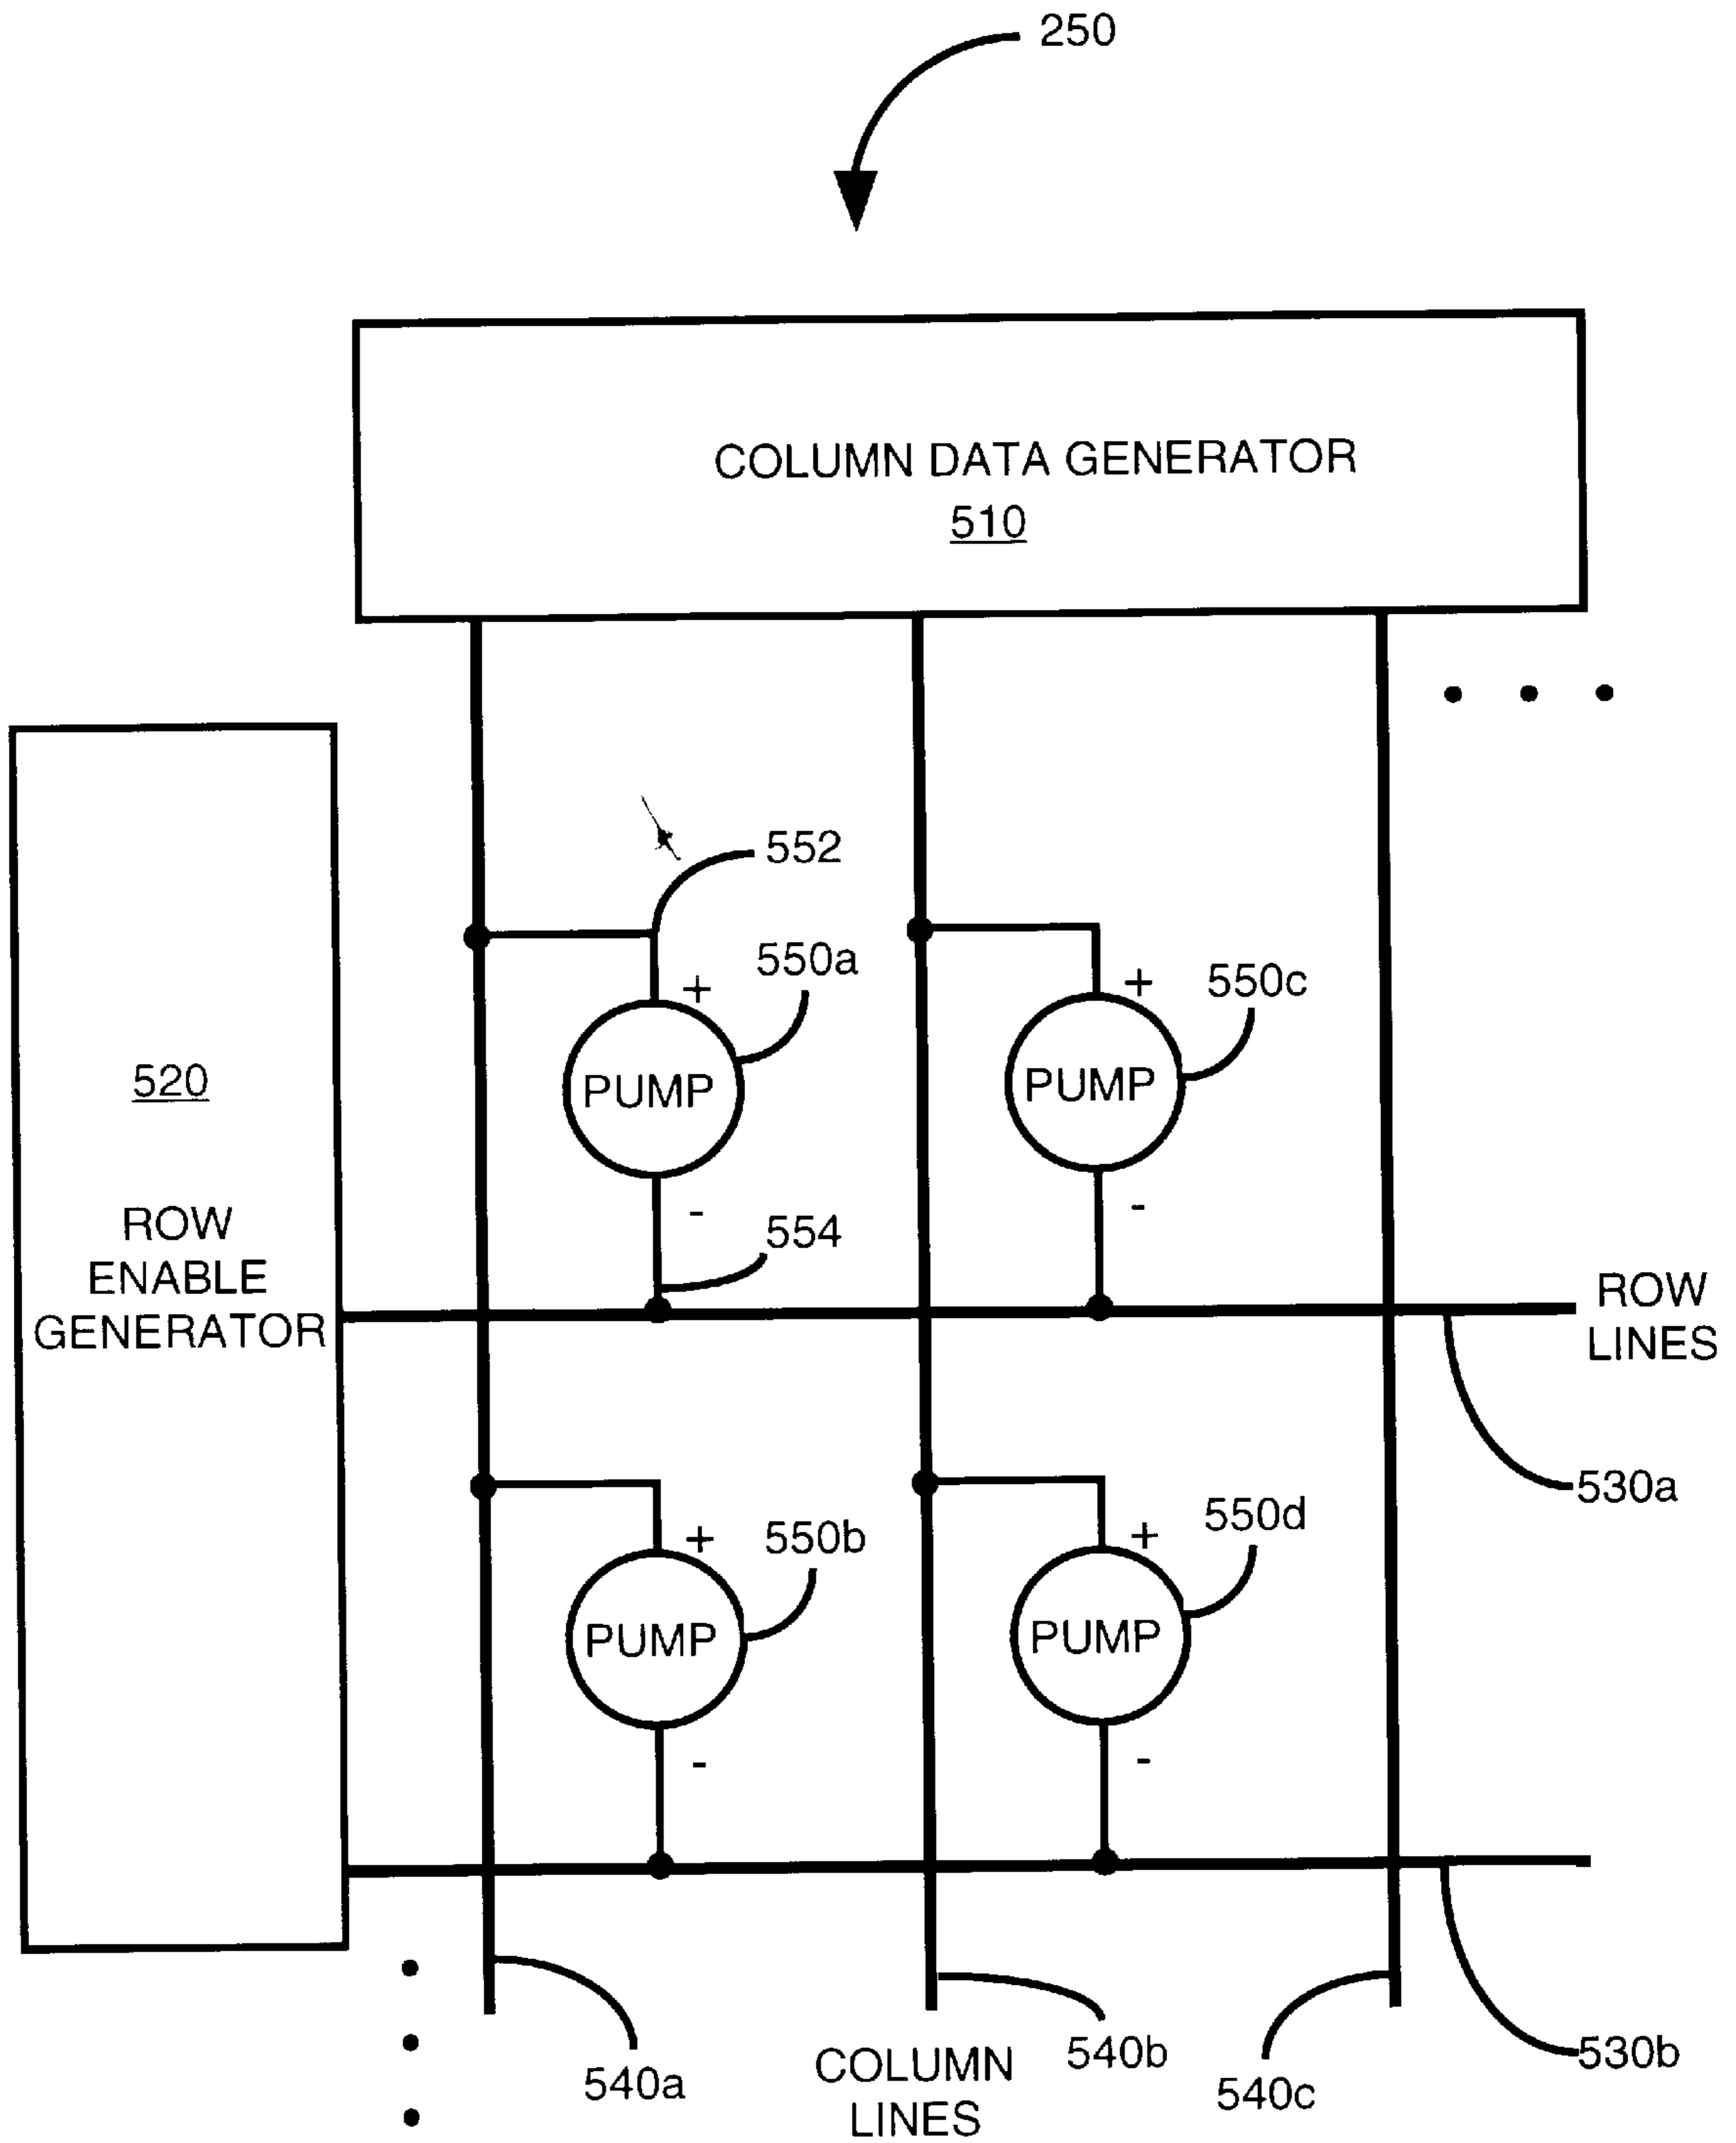 250
COLUMN DATA GENERATOR
510
552
550a
550c
+
+
PUMP
PUMP
520
ROW
ENABLE
GENERATOR
-
-
554
ROW
LINES
530a
550b
550d
+
+
PUMP
PUMP
-
-
540a
COLUMN
LINES
540b
540c
530b